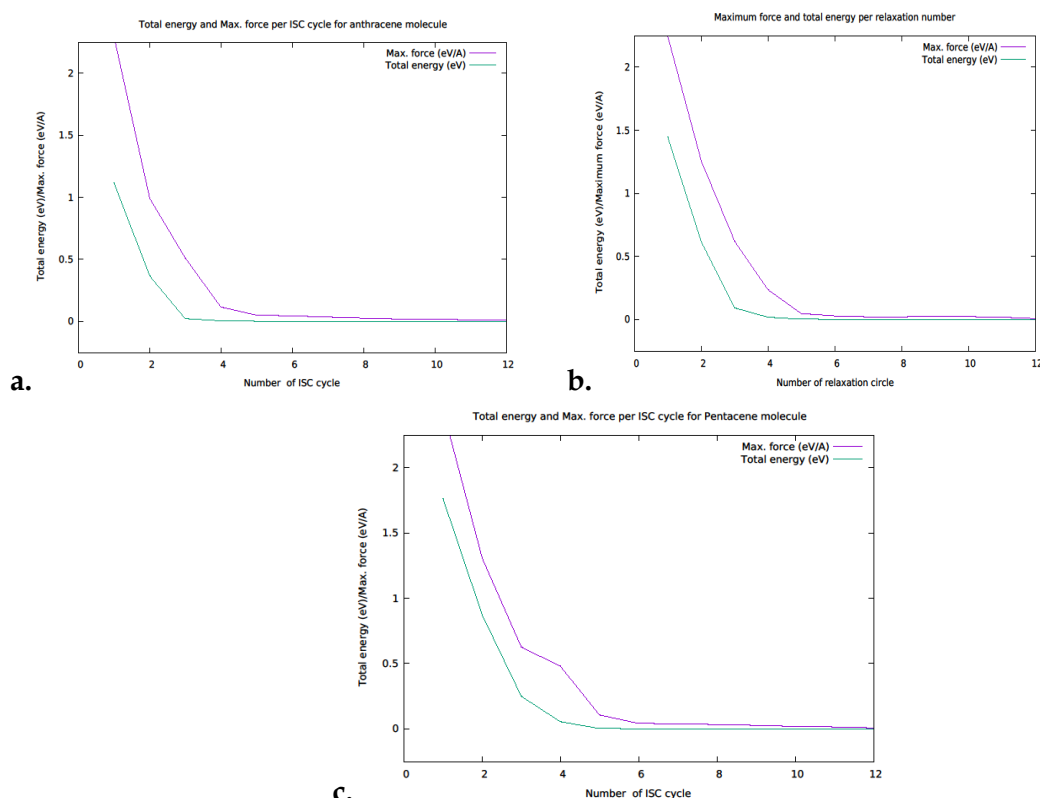 Total energy and Max. force per ISC cycle for anthracene molecule
Max. force (eV/A)
Total energy (eV)
Total energy (eV)/Max. force (eV/A)
2
1.5
1
0.5
0
0 2 4 6 8 10 12
Number of ISC cycle
a.
Maximum force and total energy per relaxation number
Max. force (eV/A)
Total energy (eV)
Total energy (eV)/Maximum force (eV/A)
2
1.5
1
0.5
0
0 2 4 6 8 10 12
Number of relaxation circle
b.
Total energy and Max. force per ISC cycle for Pentacene molecule
Max. force (eV/A)
Total energy (eV)
Total energy (eV)/Max. force (eV/A)
2
1.5
1
0.5
0
0 2 4 6 8 10 12
Number of ISC cycle
c.